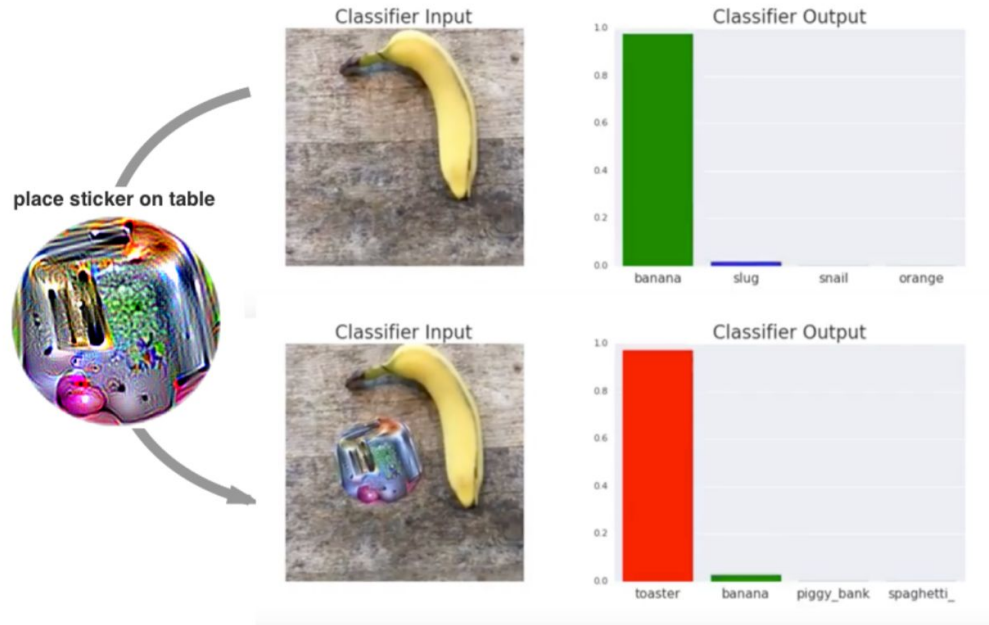 Classifier Input
Classifier Output
1.0
0.8
0.6
0.4
0.2
0.0
banana slug snail orange
place sticker on table
Classifier Input
Classifier Output
1.0
0.8
0.6
0.4
0.2
0.0
toaster banana piggy_bank spaghetti_